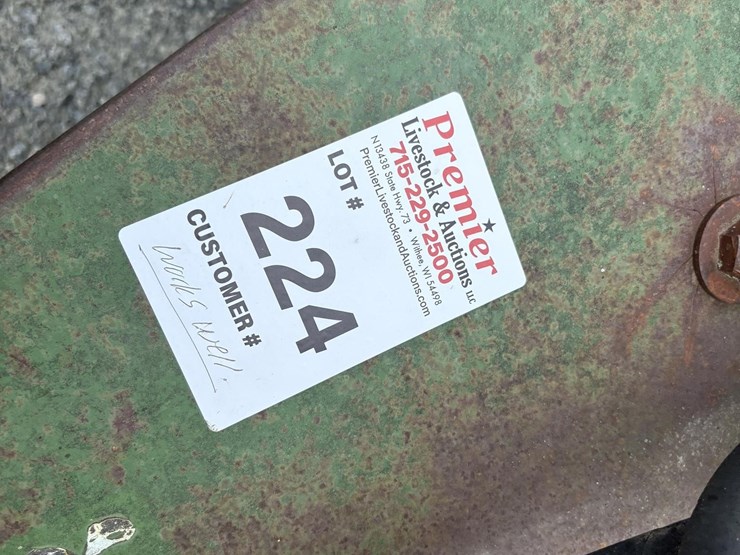 Premier
Livestock & Auctions LLC
715-229-2500
N13438 State Hwy. 73 • Withee, WI 54498
PremierLivestockandAuctions.com
LOT #
224
CUSTOMER #
works well.